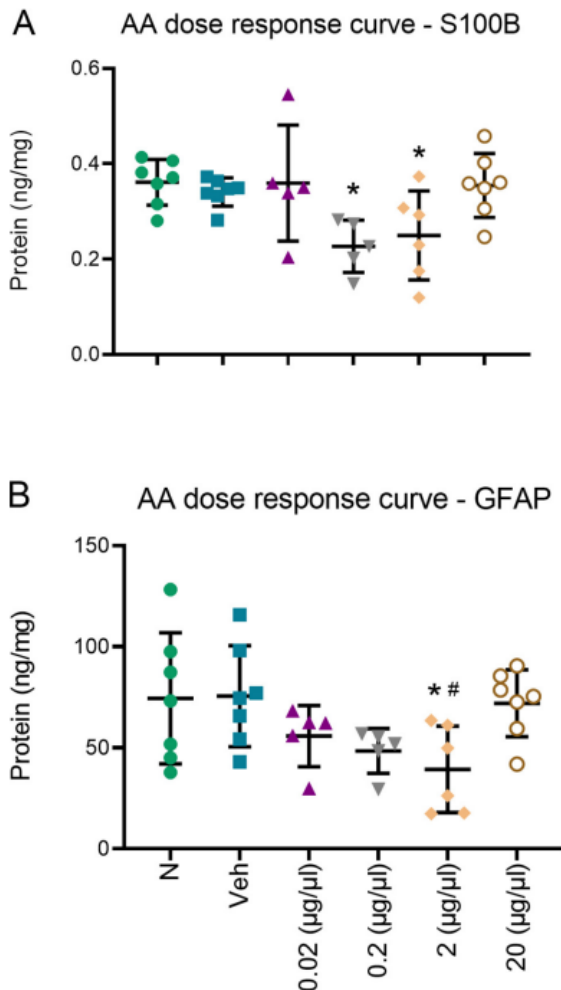 A
AA dose response curve - S100B
Protein (ng/mg)
0.6
0.4
0.2
0.0
*
*
B
AA dose response curve - GFAP
Protein (ng/mg)
150
100
50
0
* #
N
Veh
0.02 (µg/µl)
0.2 (µg/µl)
2 (µg/µl)
20 (µg/µl)